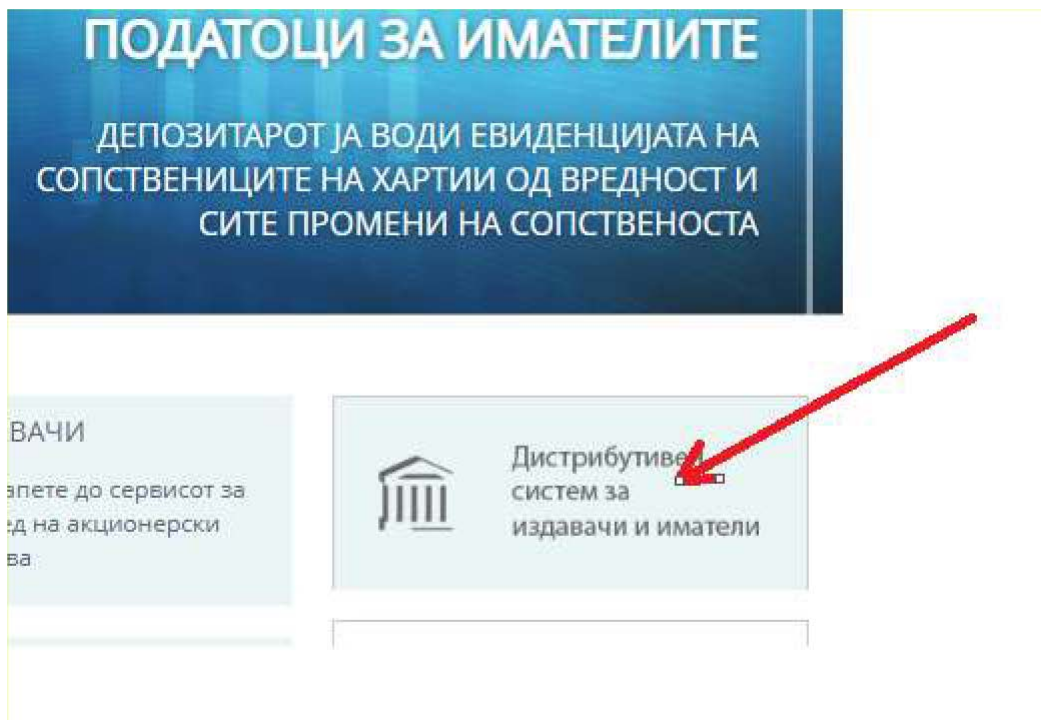 ПОДАТОЦИ ЗА ИМАТЕЛИТЕ
ДЕПОЗИТАРОТ ЈА ВОДИ ЕВИДЕНЦИЈАТА НА
СОПСТВЕНИЦИТЕ НА ХАРТИИ ОД ВРЕДНОСТ И
СИТЕ ПРОМЕНИ НА СОПСТВЕНОСТА
ВАЧИ
апете до сервисот за
ед на акционерски
ва
Дистрибутивен
систем за
издавачи и иматели